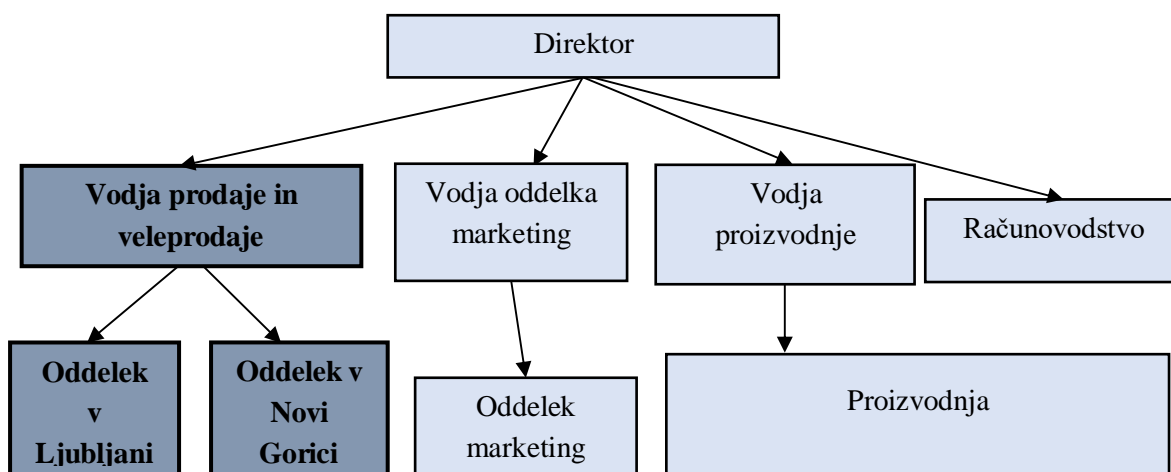 Direktor
Vodja prodaje in
veleprodaje
Vodja oddelka
marketing
Vodja
proizvodnje
Računovodstvo
Oddelek
v
Ljubljani
Oddelek v
Novi
Gorici
Oddelek
marketing
Proizvodnja